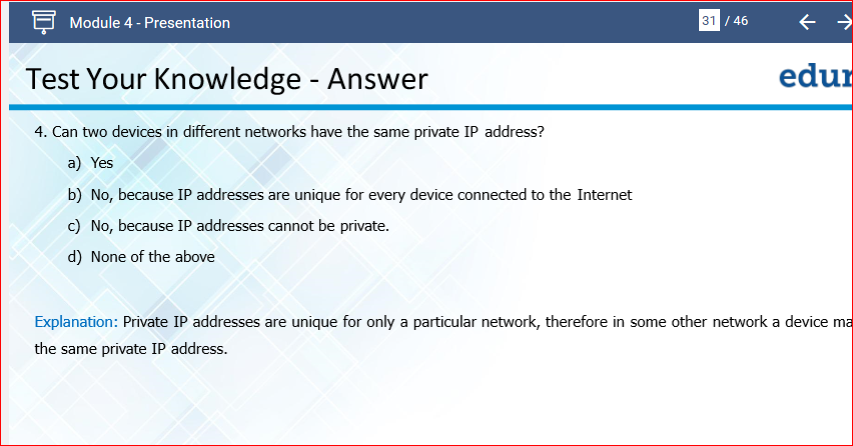 Module 4 - Presentation
31 / 46
Test Your Knowledge - Answer
4. Can two devices in different networks have the same private IP address?
a) Yes
b) No, because IP addresses are unique for every device connected to the Internet
c) No, because IP addresses cannot be private.
d) None of the above
Explanation: Private IP addresses are unique for only a particular network, therefore in some other network a device
the same private IP address.